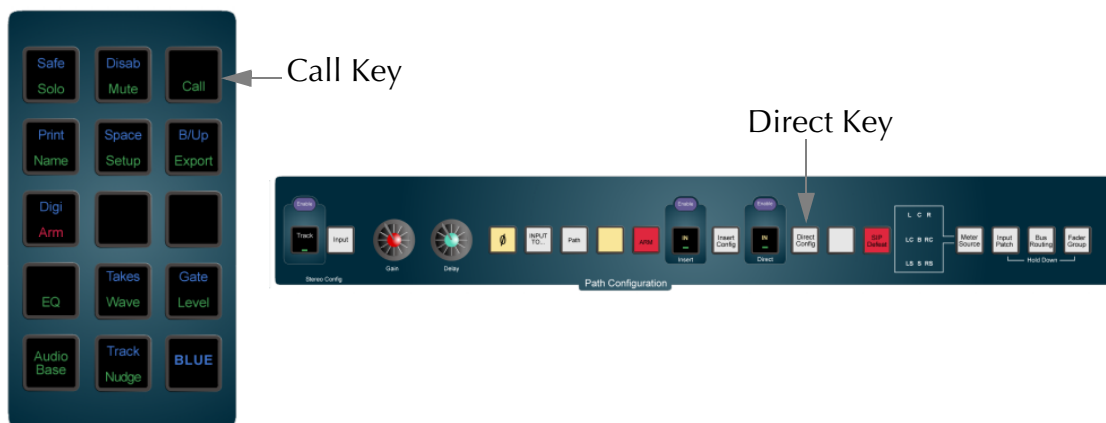 Safe
Solo
Disab
Mute
Call
Call Key
Print
Name
Space
Setup
B/Up
Export
Digi
Arm
EQ
Takes
Wave
Gate
Level
Audio
Base
Track
Nudge
BLUE
Direct Key
Enable
Track
Input
Stereo Config
Gain
Delay
Ø
INPUT
TO...
Path
ARM
Enable
IN
Insert
Insert
Config
Enable
IN
Direct
Direct
Config
SIP
Defeat
L C R
LC B RC
LS S RS
Meter
Source
Input
Patch
Bus
Routing
Fader
Group
Hold Down
Path Configuration